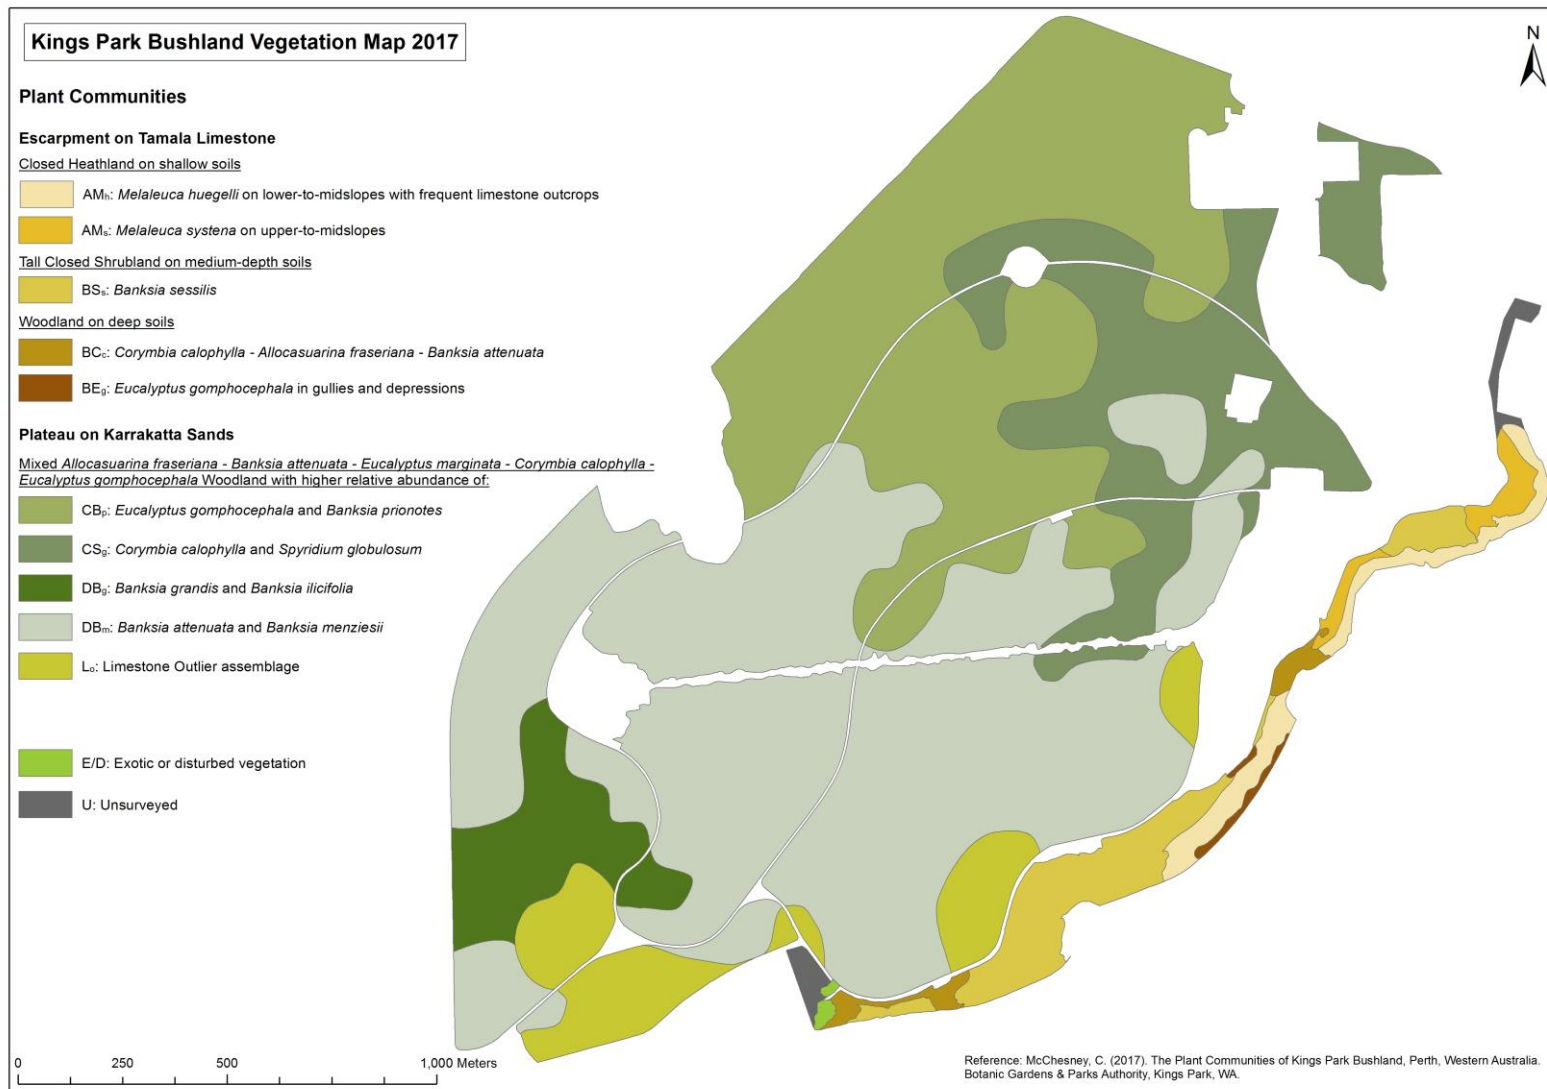 Kings Park Bushland Vegetation Map 2017
N
Plant Communities
Escarpment on Tamala Limestone
Closed Heathland on shallow soils
AMₕ: Melaleuca huegelli on lower-to-midslopes with frequent limestone outcrops
AMₛ: Melaleuca systena on upper-to-midslopes
Tall Closed Shrubland on medium-depth soils
BSₛ: Banksia sessilis
Woodland on deep soils
BC꜀: Corymbia calophylla - Allocasuarina fraseriana - Banksia attenuata
BEg: Eucalyptus gomphocephala in gullies and depressions
Plateau on Karrakatta Sands
Mixed Allocasuarina fraseriana - Banksia attenuata - Eucalyptus marginata - Corymbia calophylla -
Eucalyptus gomphocephala Woodland with higher relative abundance of:
CBₚ: Eucalyptus gomphocephala and Banksia prionotes
CSg: Corymbia calophylla and Spyridium globulosum
DBg: Banksia grandis and Banksia ilicifolia
DBₘ: Banksia attenuata and Banksia menziesii
Lₒ: Limestone Outlier assemblage
E/D: Exotic or disturbed vegetation
U: Unsurveyed
0 250 500 1,000 Meters
Reference: McChesney, C. (2017). The Plant Communities of Kings Park Bushland, Perth, Western Australia.
Botanic Gardens & Parks Authority, Kings Park, WA.